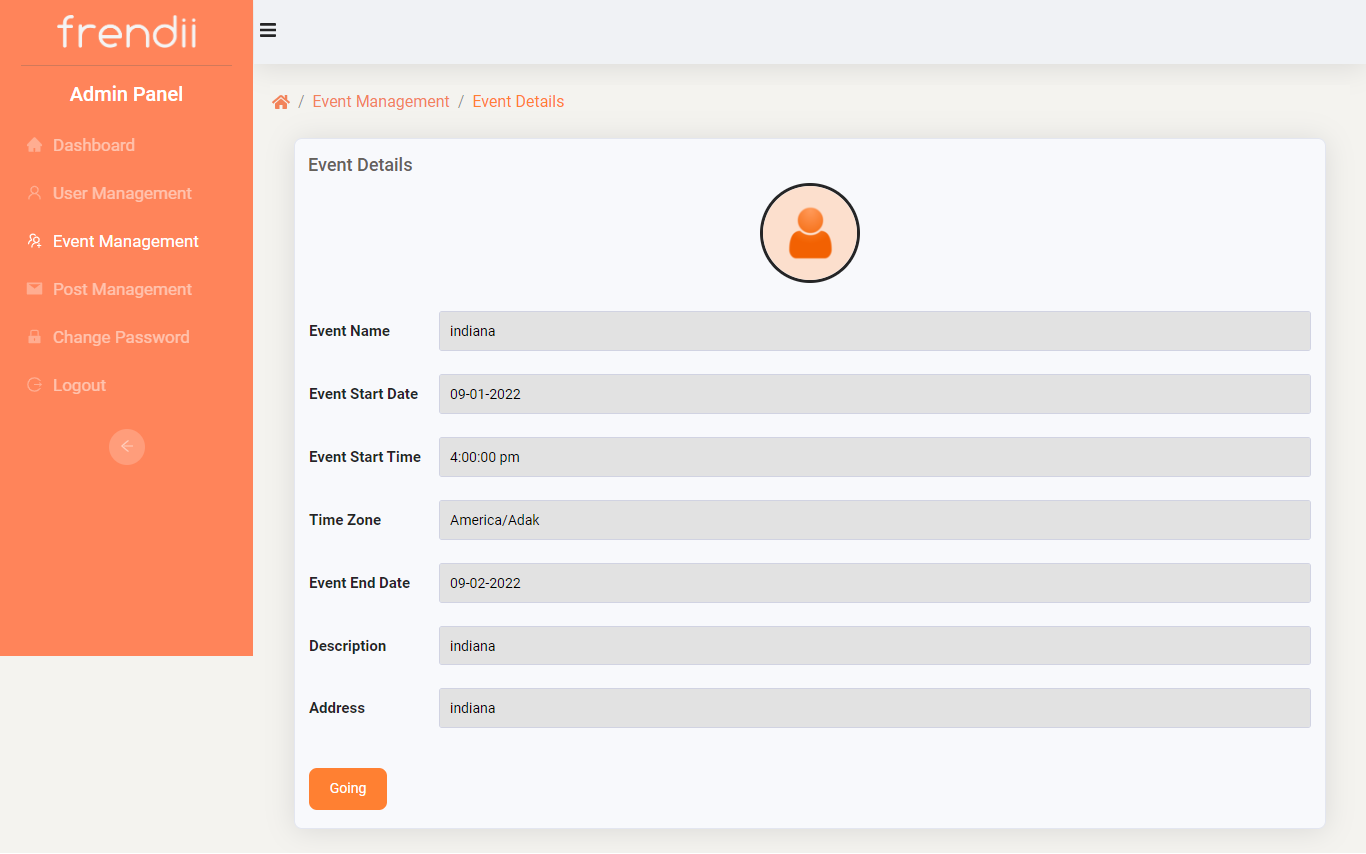 frendii
Admin Panel
Dashboard
User Management
Event Management
Post Management
Change Password
Logout
/ Event Management / Event Details
Event Details
Event Name indiana
Event Start Date 09-01-2022
Event Start Time 4:00:00 pm
Time Zone America/Adak
Event End Date 09-02-2022
Description indiana
Address indiana
Going